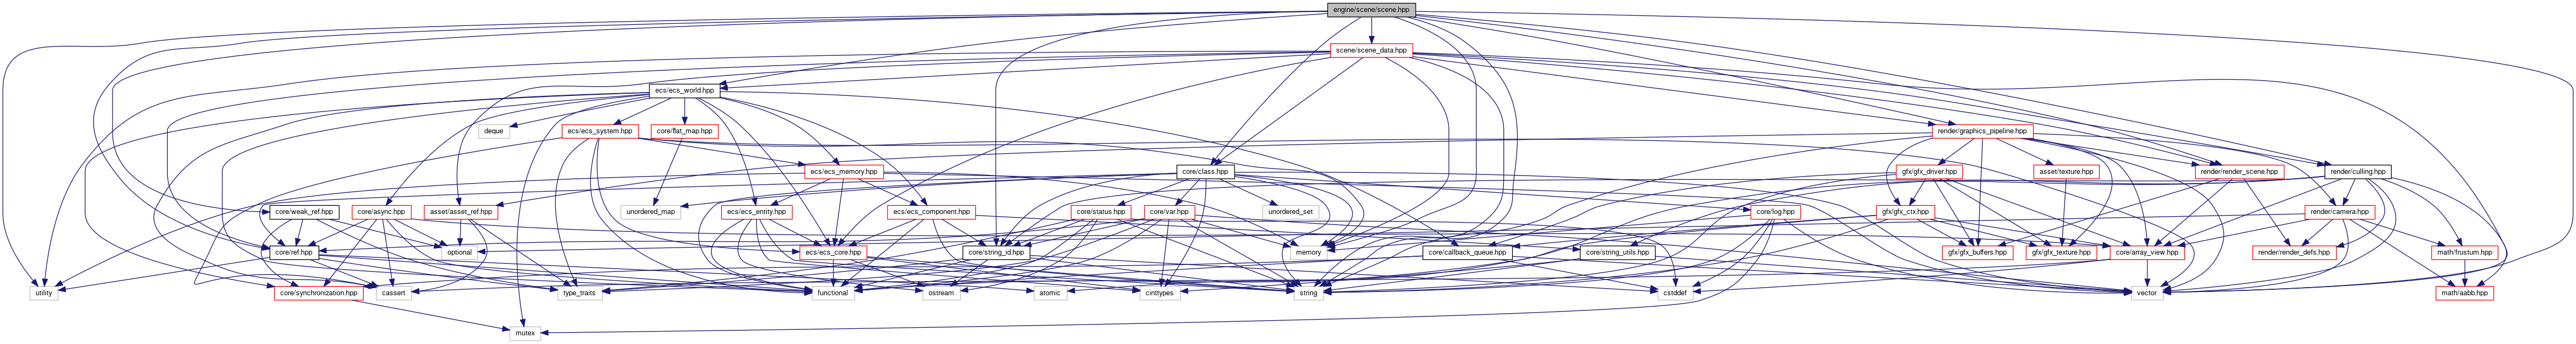 engine/scene/scene.hpp
scene/scene_data.hpp
ecs/ecs_world.hpp
deque
ecs/ecs_system.hpp
core/flat_map.hpp
render/graphics_pipeline.hpp
ecs/ecs_memory.hpp
core/class.hpp
gfx/gfx_driver.hpp
asset/texture.hpp
render/render_scene.hpp
render/culling.hpp
core/weak_ref.hpp
core/async.hpp
asset/asset_ref.hpp
unordered_map
ecs/ecs_entity.hpp
ecs/ecs_component.hpp
core/status.hpp
core/var.hpp
unordered_set
core/log.hpp
gfx/gfx_ctx.hpp
render/camera.hpp
core/ref.hpp
optional
ecs/ecs_core.hpp
core/string_id.hpp
memory
core/callback_queue.hpp
core/string_utils.hpp
gfx/gfx_buffers.hpp
gfx/gfx_texture.hpp
core/array_view.hpp
render/render_defs.hpp
math/frustum.hpp
utility
core/synchronization.hpp
cassert
type_traits
functional
ostream
atomic
cinttypes
string
cstddef
vector
math/aabb.hpp
mutex